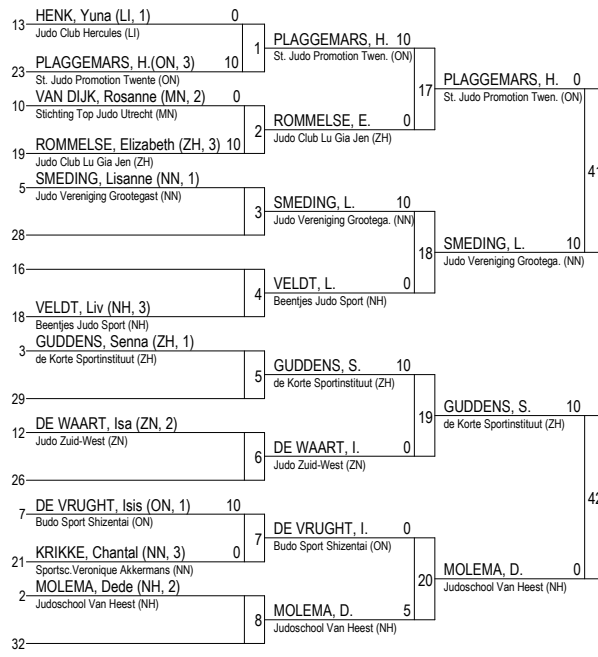 13 HENK, Yuna (LI, 1) 0
Judo Club Hercules (LI)
1
PLAGGEMARS, H. 10
St. Judo Promotion Twen. (ON)
23 PLAGGEMARS, H.(ON, 3) 10
St. Judo Promotion Twente (ON)
17
PLAGGEMARS, H. 0
St. Judo Promotion Twen. (ON)
10 VAN DIJK, Rosanne (MN, 2) 0
Stichting Top Judo Utrecht (MN)
2
ROMMELSE, E. 0
Judo Club Lu Gia Jen (ZH)
19 ROMMELSE, Elizabeth (ZH, 3) 10
Judo Club Lu Gia Jen (ZH)
41
5 SMEDING, Lisanne (NN, 1)
Judo Vereniging Grootegast (NN)
3
SMEDING, L. 10
Judo Vereniging Grootega. (NN)
28
18
SMEDING, L. 10
Judo Vereniging Grootega. (NN)
16
4
VELDT, L. 0
Beentjes Judo Sport (NH)
18 VELDT, Liv (NH, 3)
Beentjes Judo Sport (NH)
3 GUDDENS, Senna (ZH, 1)
de Korte Sportinstituut (ZH)
5
GUDDENS, S. 10
de Korte Sportinstituut (ZH)
29
19
GUDDENS, S. 10
de Korte Sportinstituut (ZH)
12 DE WAART, Isa (ZN, 2)
Judo Zuid-West (ZN)
6
DE WAART, I. 0
Judo Zuid-West (ZN)
26
42
7 DE VRUGHT, Isis (ON, 1) 10
Budo Sport Shizentai (ON)
7
DE VRUGHT, I. 0
Budo Sport Shizentai (ON)
21 KRIKKE, Chantal (NN, 3) 0
Sportsc.Veronique Akkermans (NN)
20
MOLEMA, D. 0
Judoschool Van Heest (NH)
2 MOLEMA, Dede (NH, 2)
Judoschool Van Heest (NH)
8
MOLEMA, D. 5
Judoschool Van Heest (NH)
32